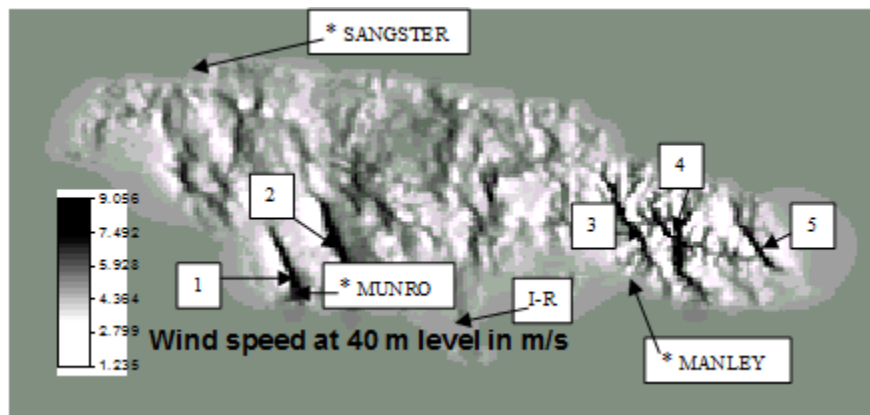 * SANGSTER
4
9.056
7.492
5.928
4.364
2.799
1.235
2
3
5
1
* MUNRO
I-R
Wind speed at 40 m level in m/s
* MANLEY